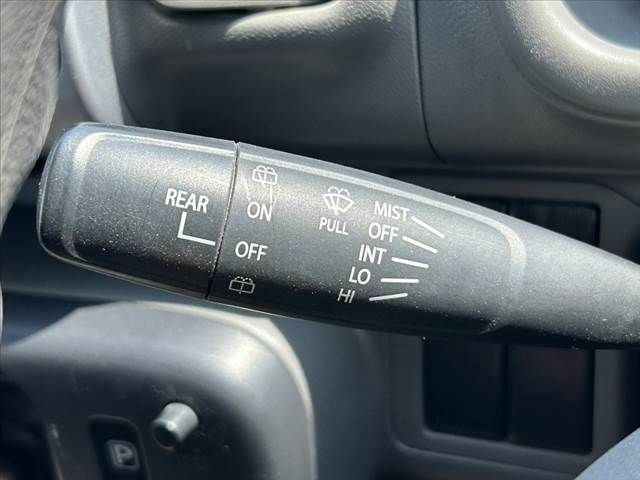 REAR
ON
OFF
PULL
MIST
OFF
INT
LO
HI
P